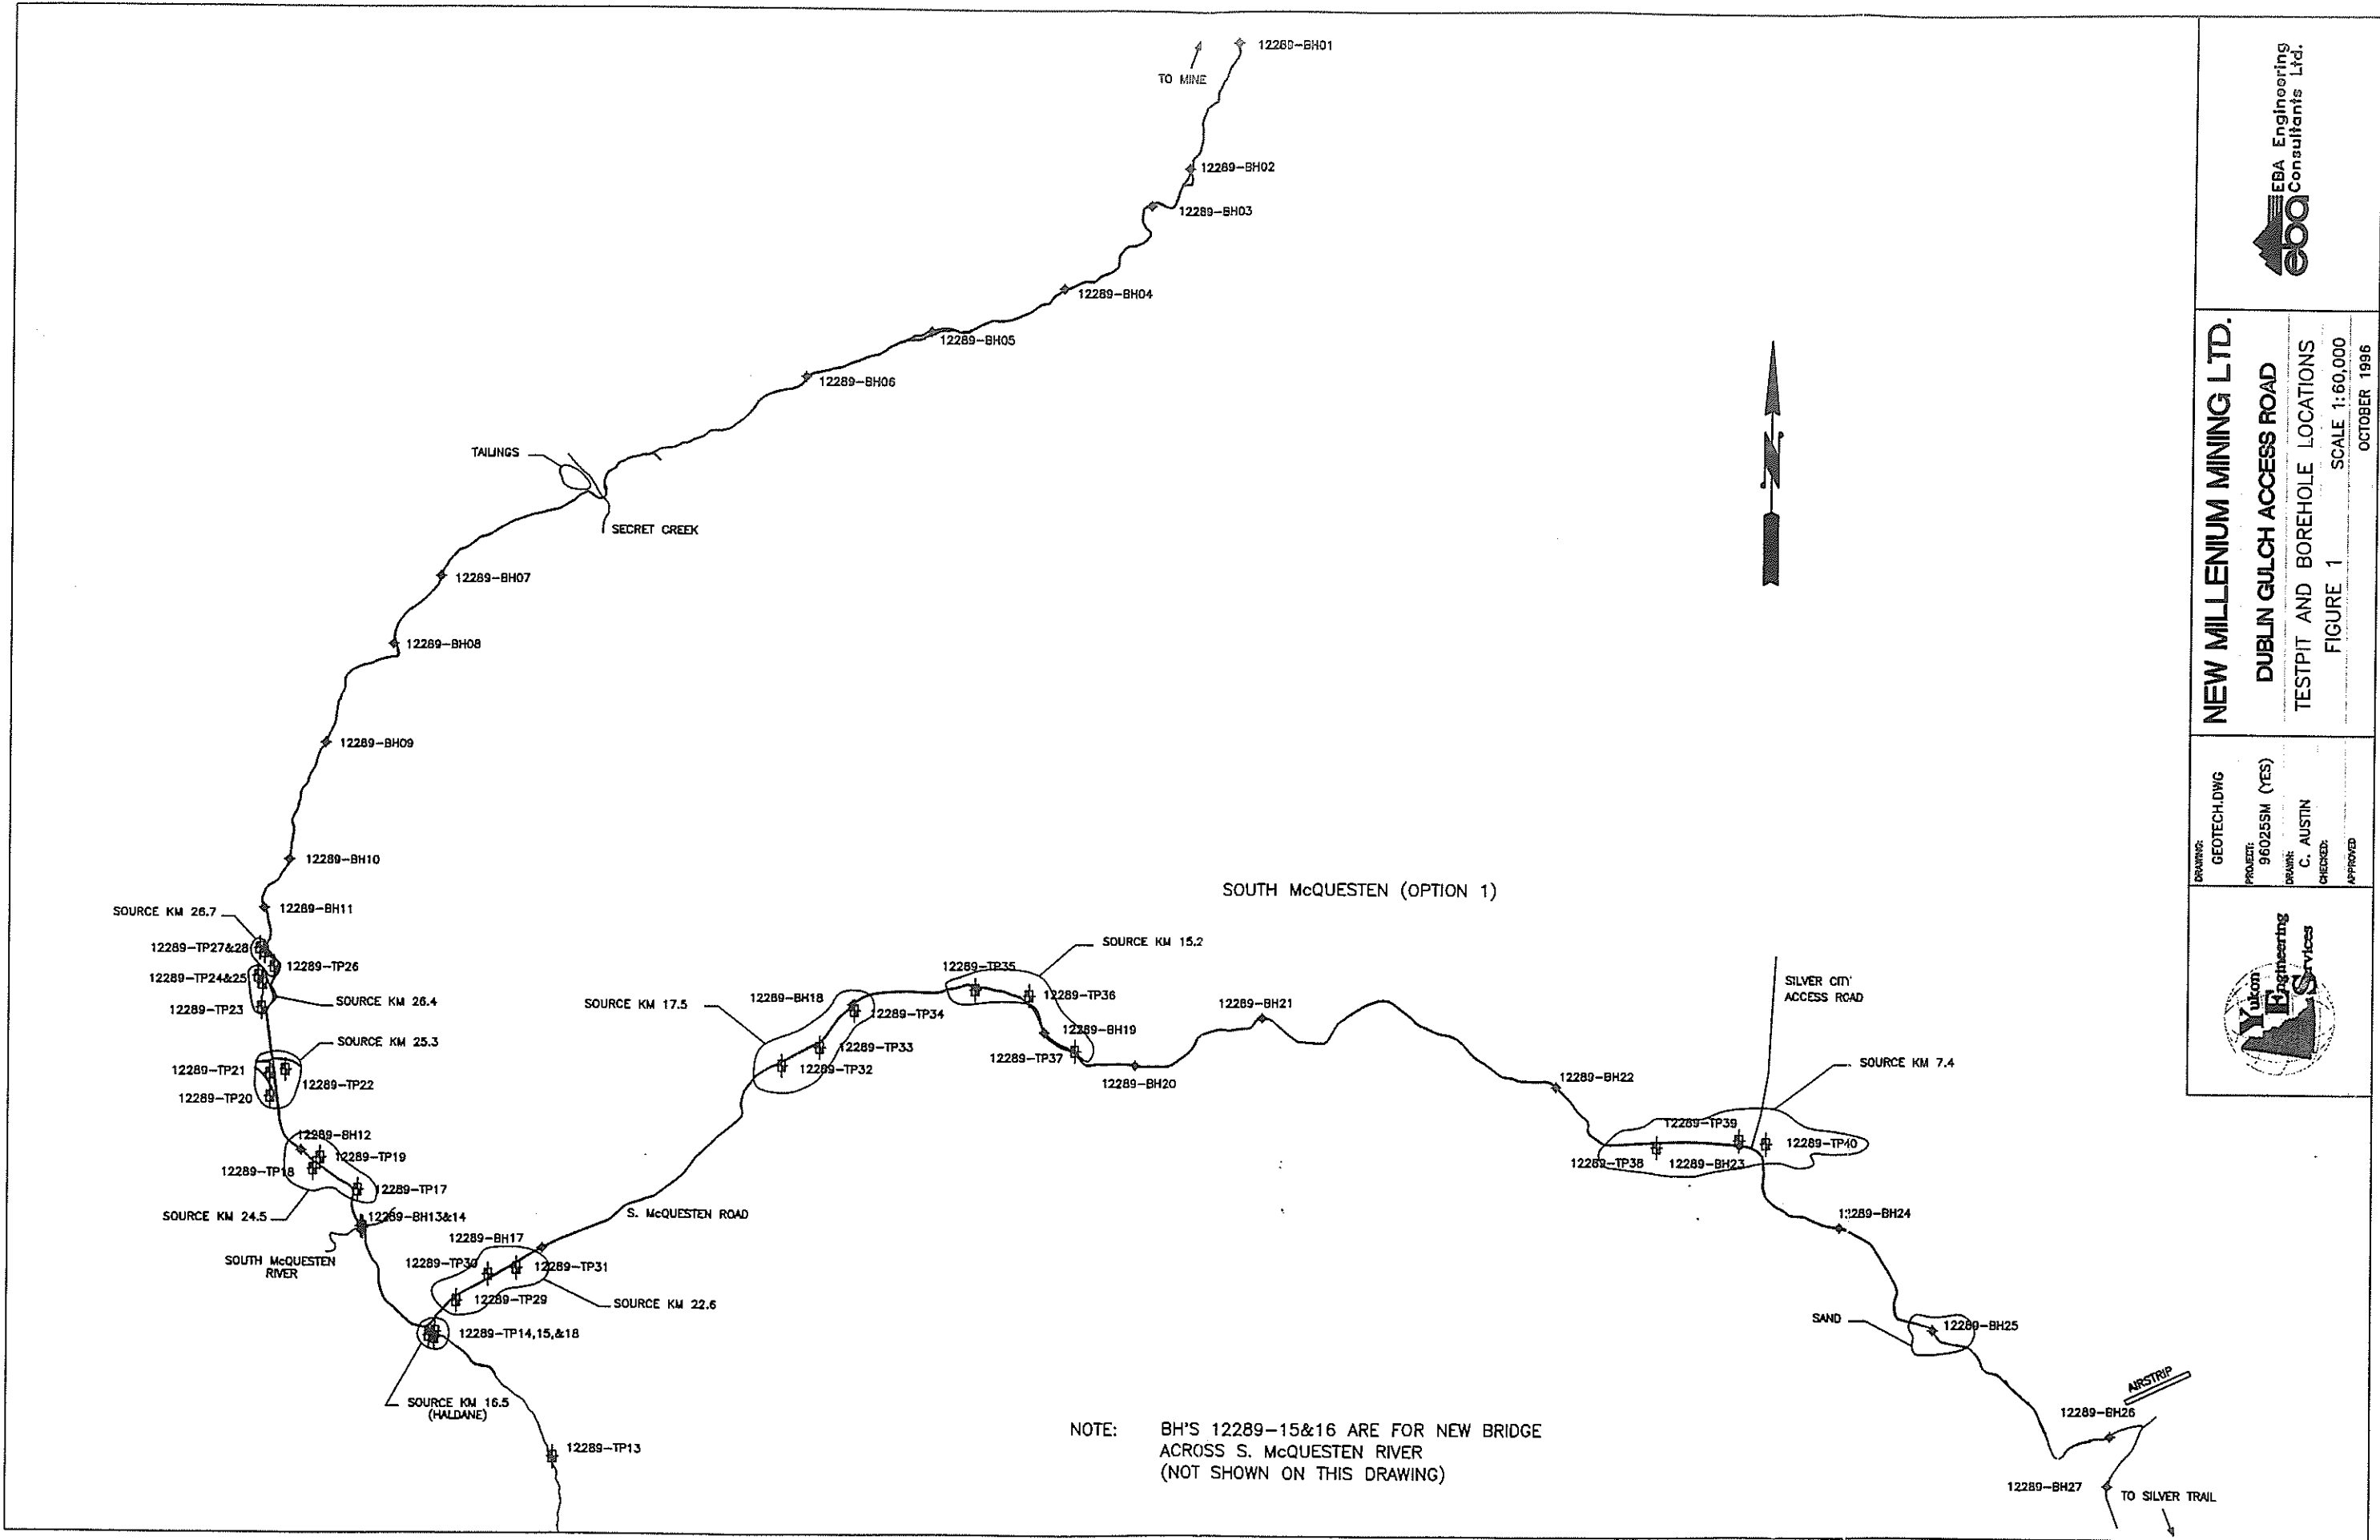 TO MINE
12280-BH01
12289-BH02
12289-BH03
12289-BH04
12289-BH05
12289-BH06
TAILINGS
SECRET CREEK
12289-BH07
12289-BH08
12289-BH09
12289-BH10
12289-BH11
SOURCE KM 26.7
12289-TP27&28
12289-TP26
12289-TP24&25
SOURCE KM 26.4
12289-TP23
SOURCE KM 25.3
12289-TP21
12289-TP22
12289-TP20
12289-BH12
12289-TP19
12289-TP18
12289-TP17
SOURCE KM 24.5
12289-BH13&14
SOUTH McQUESTEN
RIVER
12289-BH17
12289-TP30
12289-TP31
12289-TP29
SOURCE KM 22.6
12289-TP14,15,&18
SOURCE KM 16.5
(HALDANE)
12289-TP13
S. McQUESTEN ROAD
SOURCE KM 17.5
12289-BH18
12289-TP34
12289-TP33
12289-TP32
SOUTH McQUESTEN (OPTION 1)
SOURCE KM 15.2
12289-TP35
12289-TP36
12289-BH19
12289-TP37
12289-BH20
12289-BH21
12289-BH22
SILVER CITY
ACCESS ROAD
SOURCE KM 7.4
12289-TP39
12289-TP40
12289-TP38
12289-BH23
12289-BH24
SAND
12289-BH25
AIRSTRIP
12289-BH26
12289-BH27
TO SILVER TRAIL
N
NOTE: BH'S 12289-15&16 ARE FOR NEW BRIDGE
ACROSS S. McQUESTEN RIVER
(NOT SHOWN ON THIS DRAWING)
eba EBA Engineering
Consultants Ltd.
NEW MILLENIUM MINING LTD.
DUBLIN GULCH ACCESS ROAD
TESTPIT AND BOREHOLE LOCATIONS
FIGURE 1 SCALE 1:60,000
OCTOBER 1996
DRAWING:
GEOTECH.DWG
PROJECT:
96025SM (YES)
DRAWN:
C. AUSTIN
CHECKED:
APPROVED
Yukon
Engineering
Services